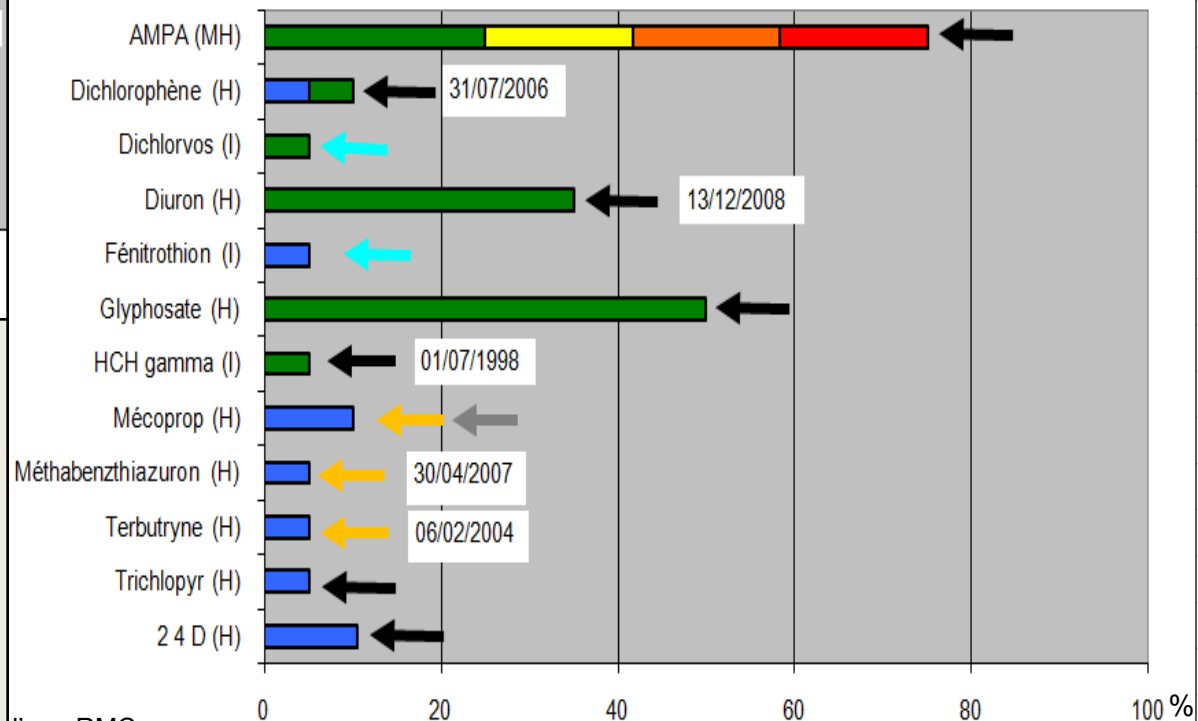 AMPA (MH)
Dichlorophène (H) 31/07/2006
Dichlorvos (I)
Diuron (H) 13/12/2008
Fénitrothion (I)
Glyphosate (H)
HCH gamma (I) 01/07/1998
Mécoprop (H)
Méthabenzthiazuron (H) 30/04/2007
Terbutryne (H) 06/02/2004
Trichlopyr (H)
2 4 D (H)
0 20 40 60 80 100 %